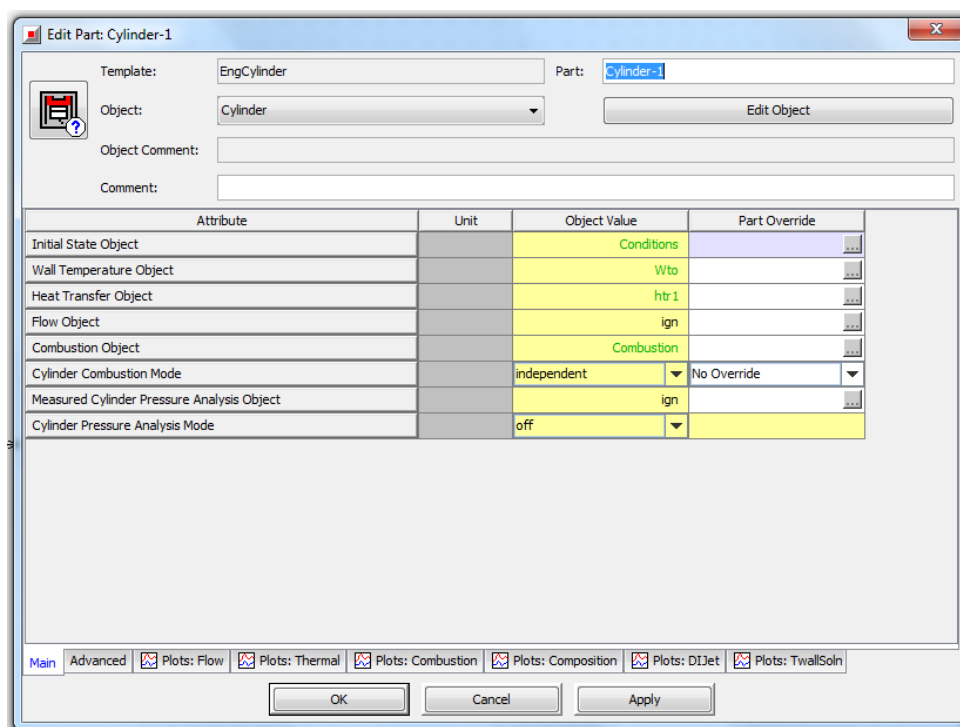 Edit Part: Cylinder-1
Template: EngCylinder Part: Cylinder-1
Object: Cylinder Edit Object
Object Comment:
Comment:
Attribute Unit Object Value Part Override
Initial State Object Conditions ...
Wall Temperature Object Wto ...
Heat Transfer Object htr1 ...
Flow Object ign ...
Combustion Object Combustion ...
Cylinder Combustion Mode independent No Override
Measured Cylinder Pressure Analysis Object ign ...
Cylinder Pressure Analysis Mode off
Main Advanced Plots: Flow Plots: Thermal Plots: Combustion Plots: Composition Plots: DIJet Plots: TwallSoln
OK Cancel Apply